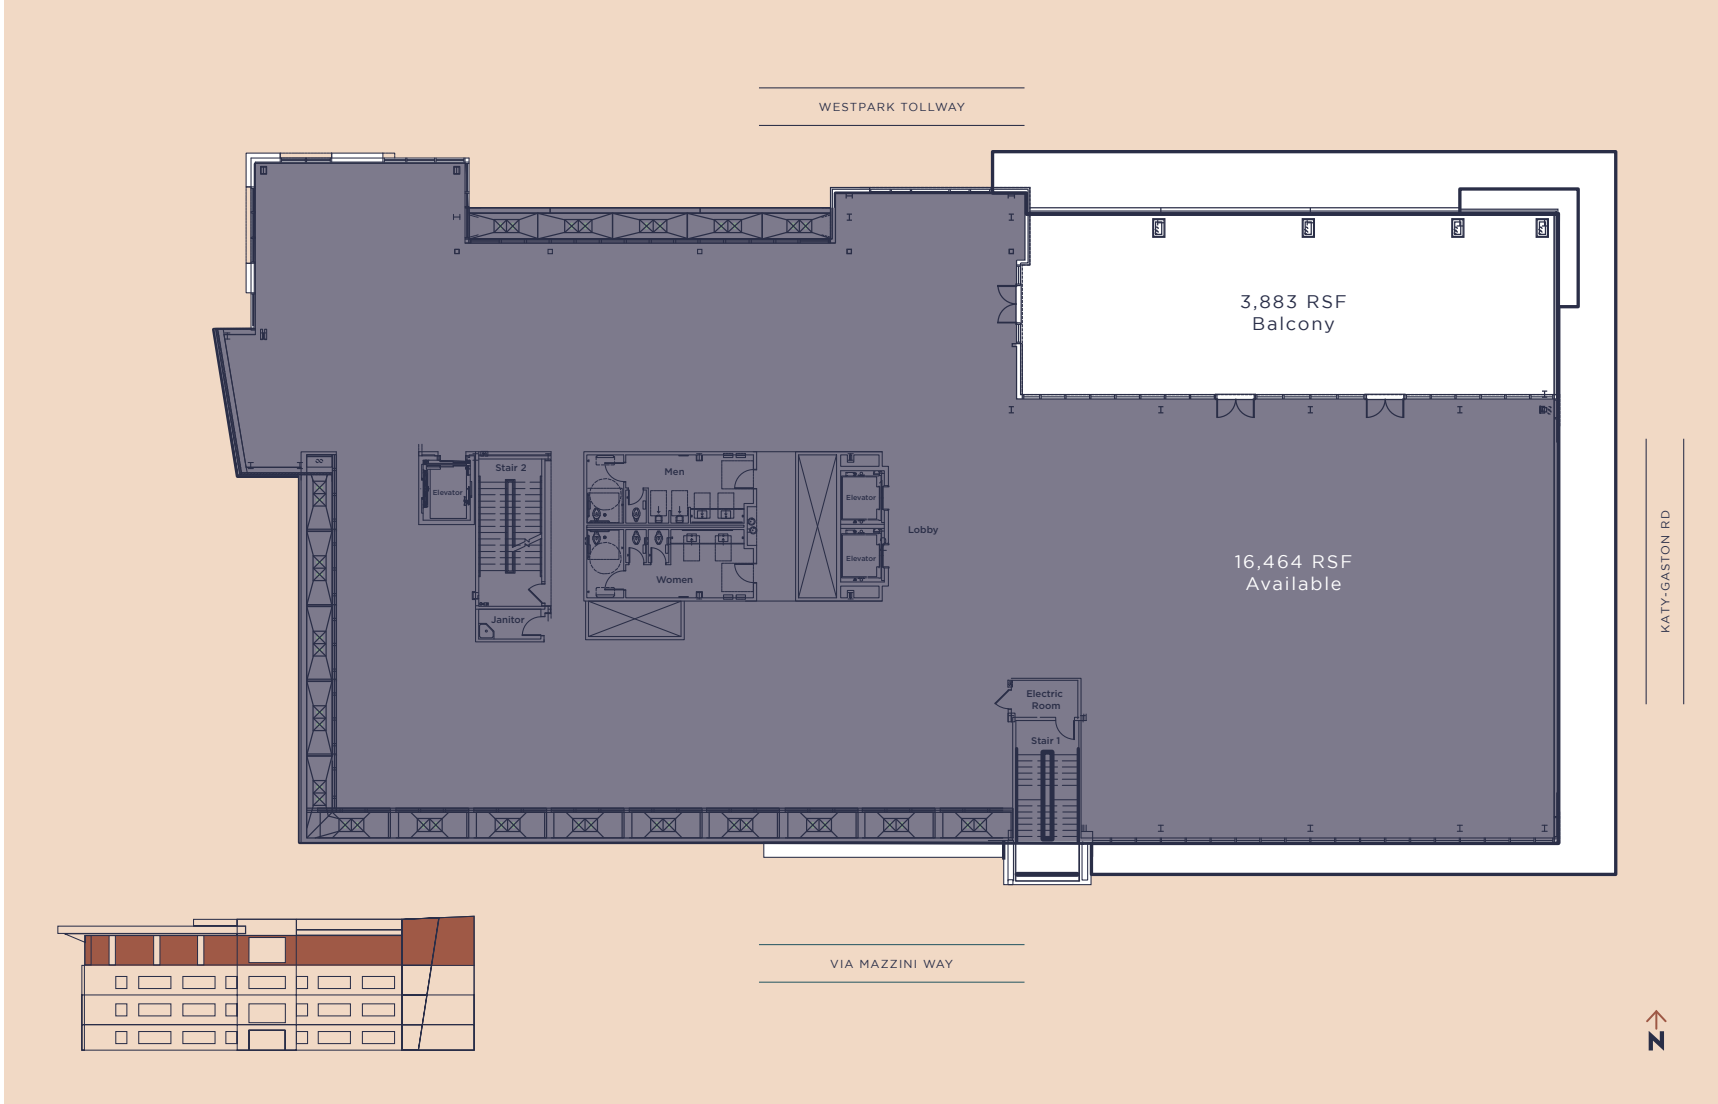 WESTPARK TOLLWAY
3,883 RSF
Balcony
Stair 2
Men
Elevator
Elevator
Lobby
Elevator
Women
Janitor
16,464 RSF
Available
KATY-GASTON RD
Electric
Room
Stair 1
VIA MAZZINI WAY
N